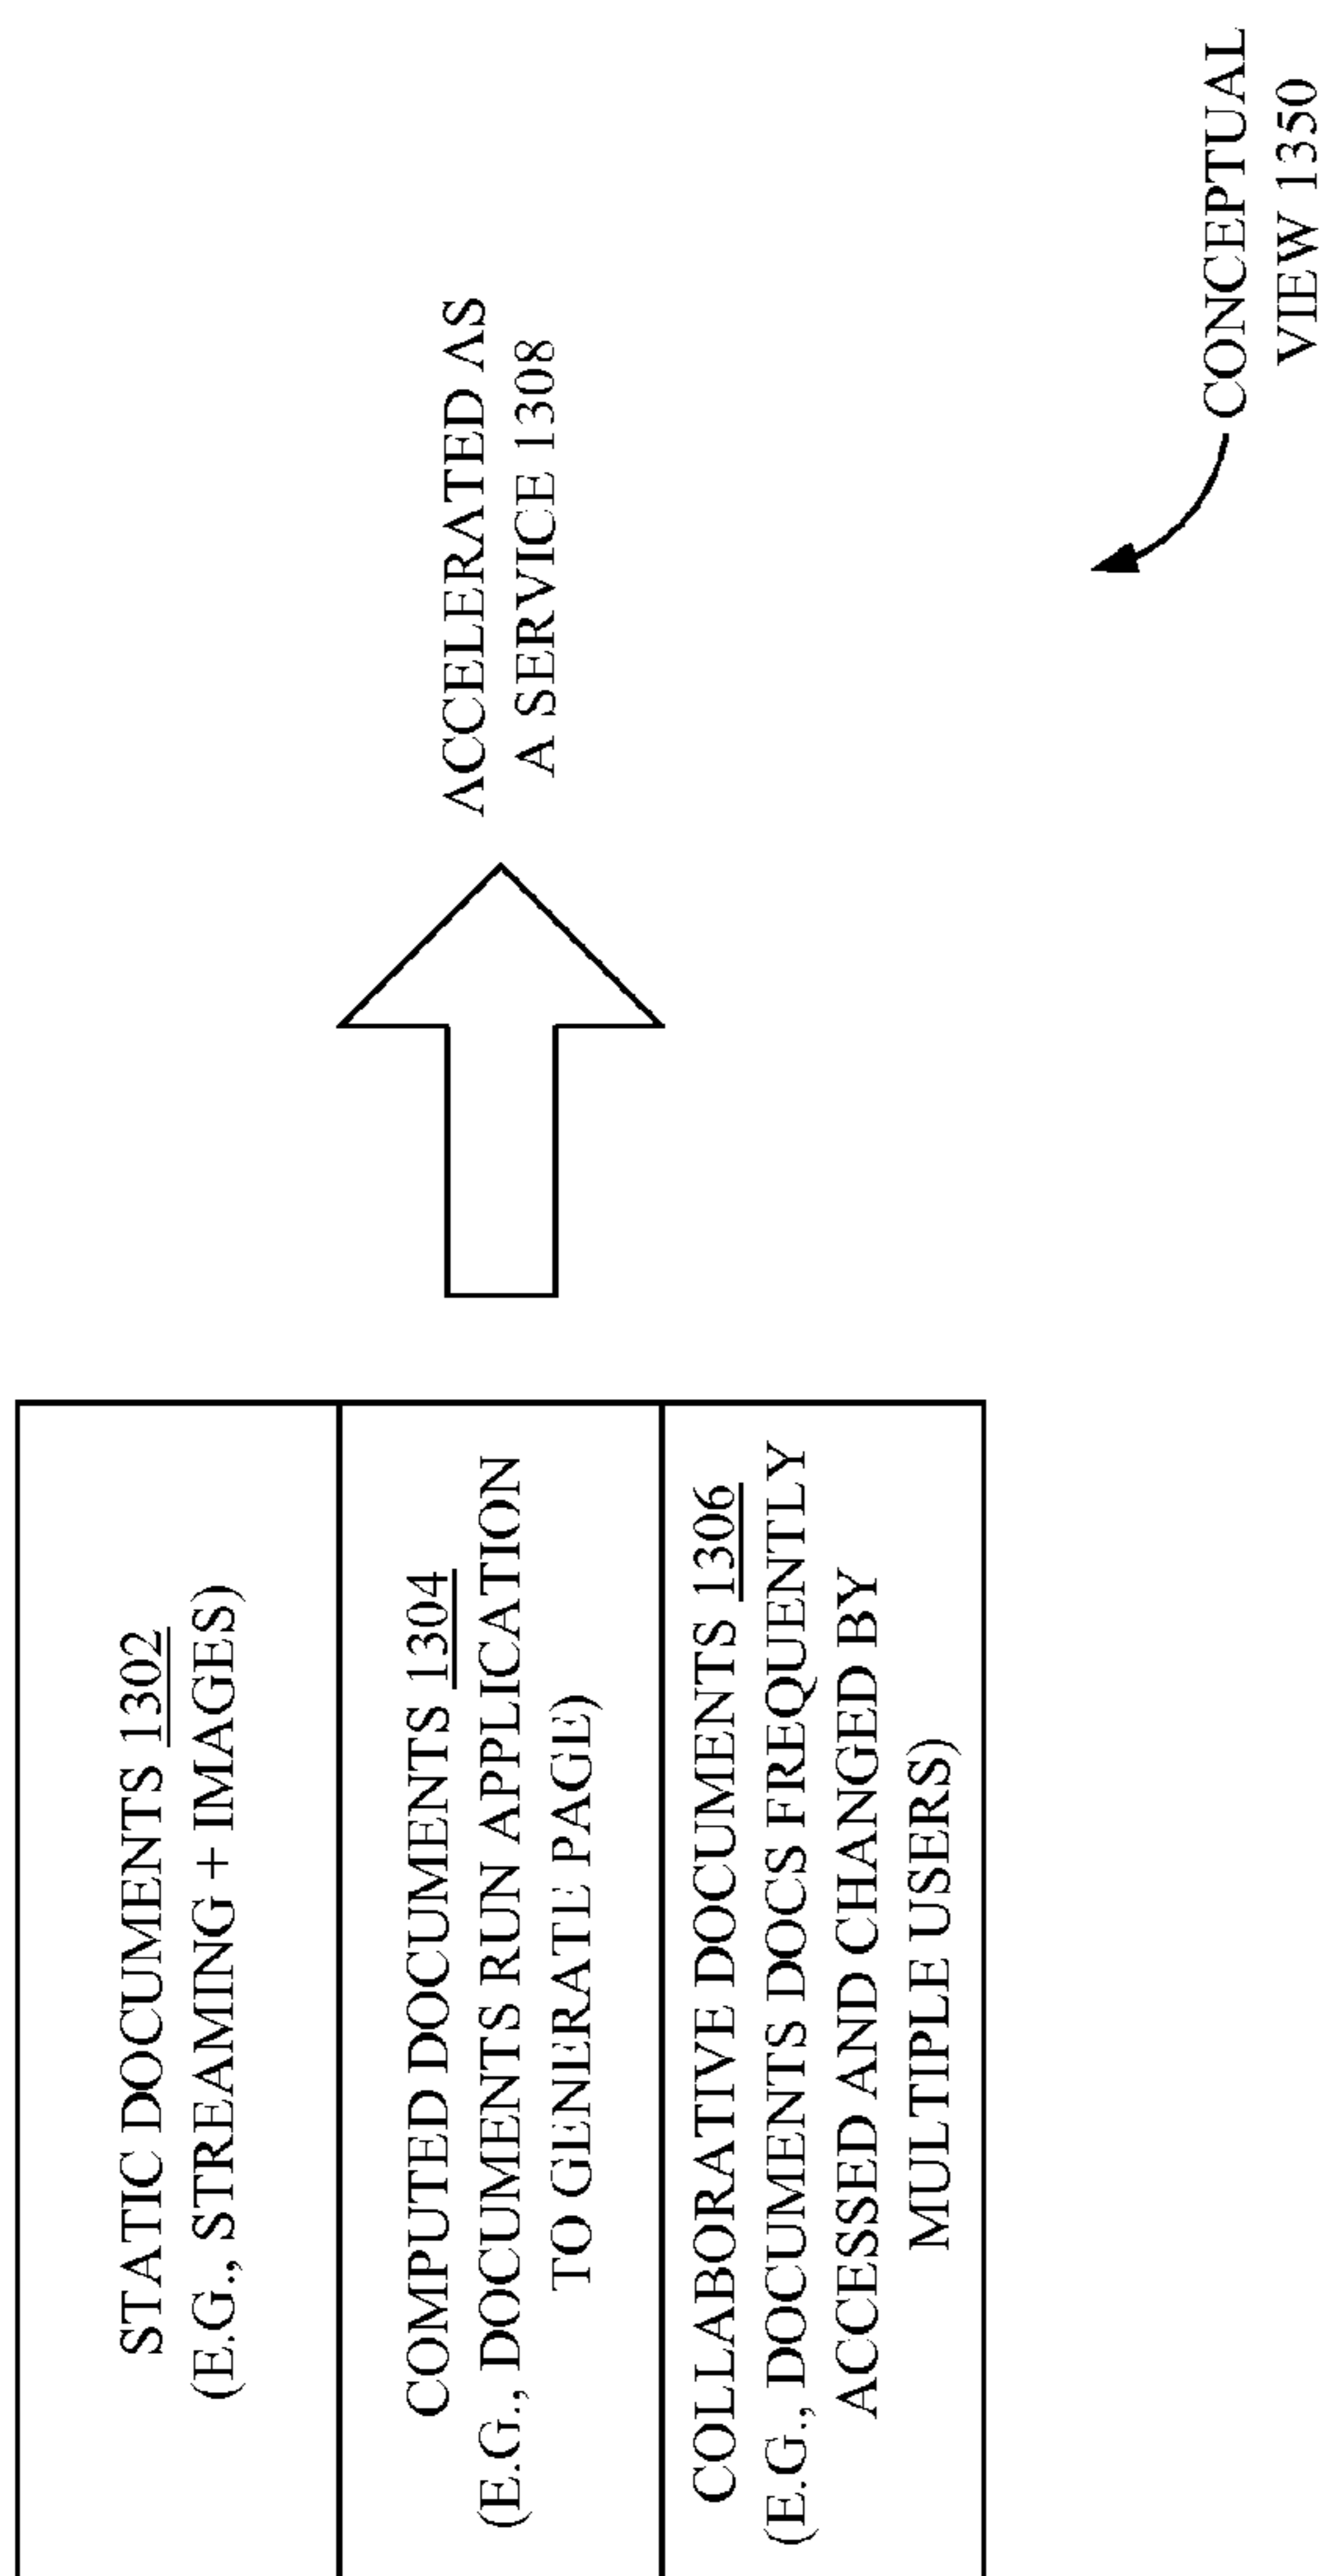 STATIC DOCUMENTS 1302
(E.G., STREAMING + IMAGES)
COMPUTED DOCUMENTS 1304
(E.G., DOCUMENTS RUN APPLICATION
TO GENERATE PAGE)
COLLABORATIVE DOCUMENTS 1306
(E.G., DOCUMENTS DOCS FREQUENTLY
ACCESSED AND CHANGED BY
MULTIPLE USERS)
ACCELERATED AS
A SERVICE 1308
CONCEPTUAL
VIEW 1350